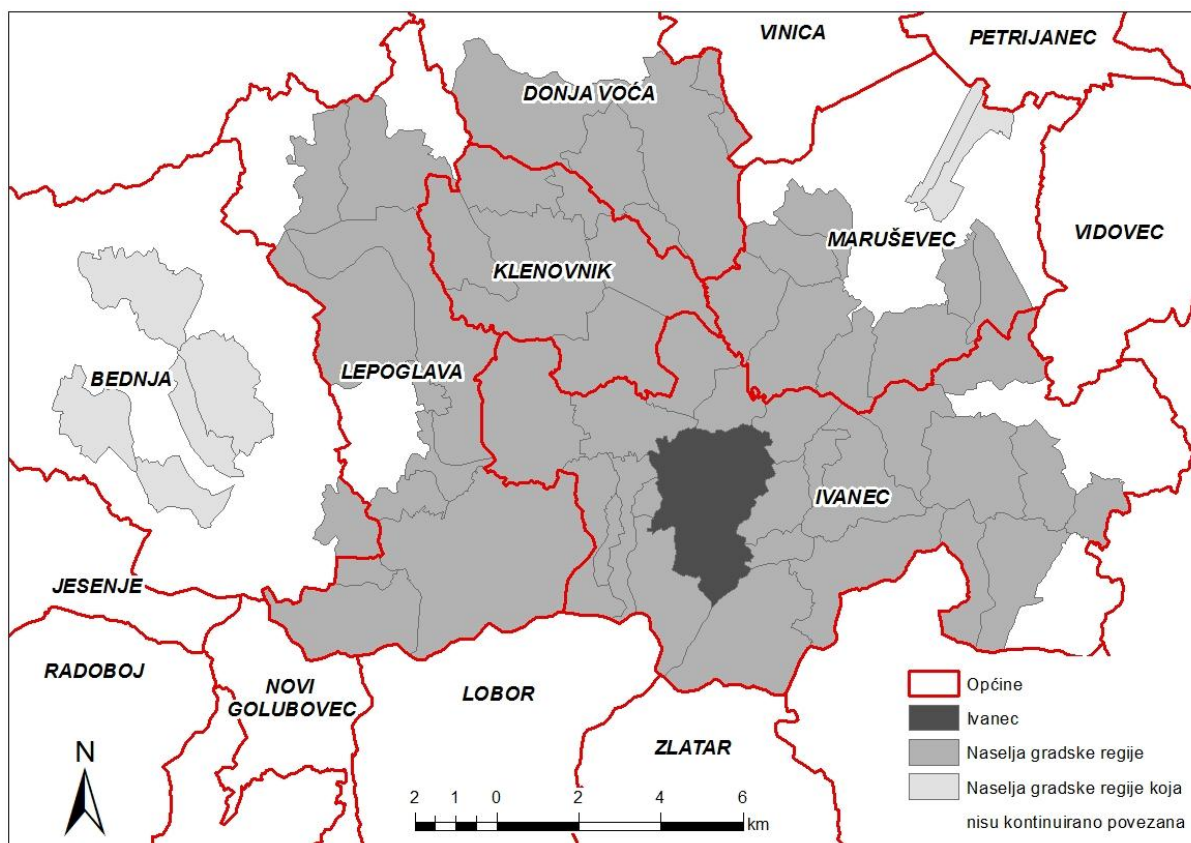 VINICA
PETRIJANEC
DONJA VOĆA
MARUŠEVEC
VIDOVEC
KLENOVNIK
BEDNJA
LEPOGLAVA
IVANEC
JESENJE
RADOBOJ
NOVI
GOLUBOVEC
LOBOR
ZLATAR
N
2 1 0 2 4 6
km
Općine
Ivanec
Naselja gradske regije
Naselja gradske regije koja
nisu kontinuirano povezana